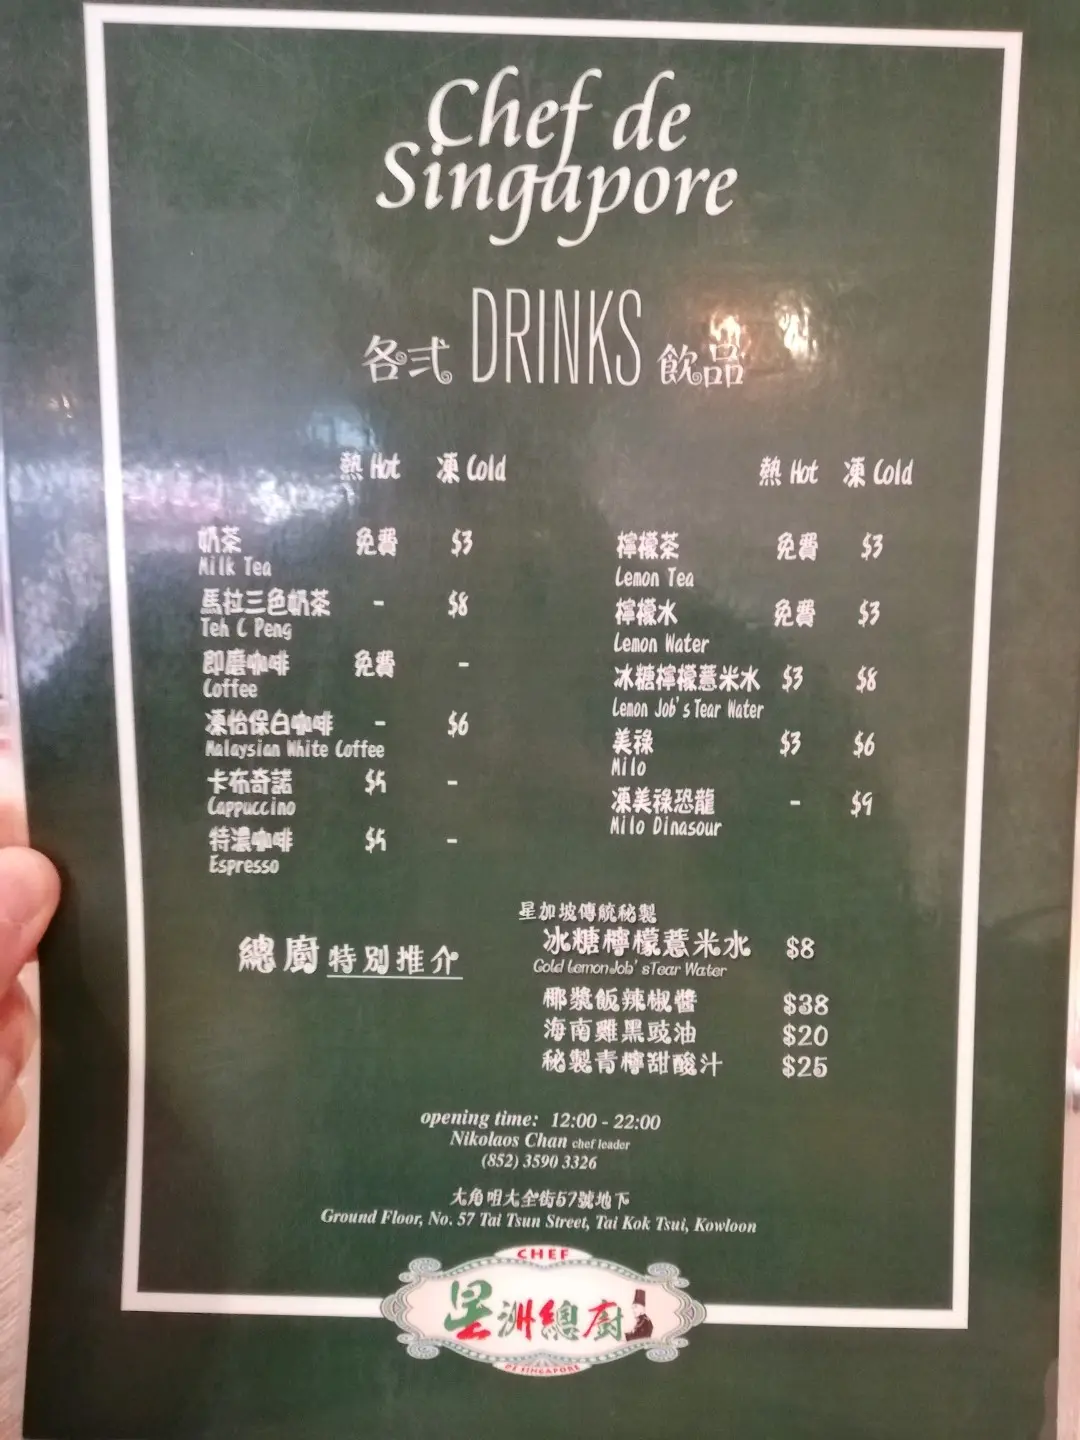 Chef de
Singapore
各式 DRINKS 飲品
熱 Hot 凍 Cold
奶茶 免費 $3
Milk Tea
馬拉三色奶茶 - $8
Teh C Peng
即磨咖啡 免費 -
Coffee
凍怡保白咖啡 - $6
Malaysian White Coffee
卡布奇諾 $5 -
Cappuccino
特濃咖啡 $5 -
Espresso
熱 Hot 凍 Cold
檸檬茶 免費 $3
Lemon Tea
檸檬水 免費 $3
Lemon Water
冰糖檸檬薏米水 $3 $8
Lemon Job's Tear Water
美祿 $3 $6
Milo
凍美祿恐龍 - $9
Milo Dinasour
總廚特別推介
星加坡傳統秘製
冰糖檸檬薏米水 $8
Cold Lemon Job' s Tear Water
椰漿飯辣椒醬 $38
海南雞黑豉油 $20
秘製青檸甜酸汁 $25
opening time: 12:00 - 22:00
Nikolaos Chan chef leader
(852) 3590 3326
大角咀大全街57號地下
Ground Floor, No. 57 Tai Tsun Street, Tai Kok Tsui, Kowloon
CHEF
星洲總廚
DE SINGAPORE